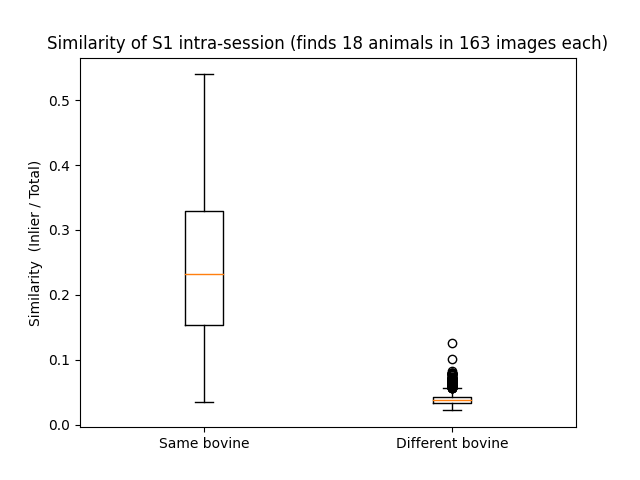 Similarity of S1 intra-session (finds 18 animals in 163 images each)
Similarity  (Inlier / Total)
0.5
0.4
0.3
0.2
0.1
0.0
Same bovine
Different bovine